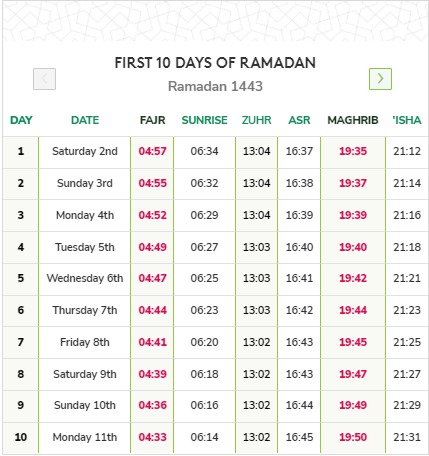 FIRST 10 DAYS OF RAMADAN
Ramadan 1443
DAY DATE FAJR SUNRISE ZUHR ASR MAGHRIB 'ISHA
1 Saturday 2nd 04:57 06:34 13:04 16:37 19:35 21:12
2 Sunday 3rd 04:55 06:32 13:04 16:38 19:37 21:14
3 Monday 4th 04:52 06:29 13:04 16:39 19:39 21:16
4 Tuesday 5th 04:49 06:27 13:03 16:40 19:40 21:18
5 Wednesday 6th 04:47 06:25 13:03 16:41 19:42 21:21
6 Thursday 7th 04:44 06:23 13:03 16:42 19:44 21:23
7 Friday 8th 04:41 06:20 13:02 16:43 19:45 21:25
8 Saturday 9th 04:39 06:18 13:02 16:43 19:47 21:27
9 Sunday 10th 04:36 06:16 13:02 16:44 19:49 21:29
10 Monday 11th 04:33 06:14 13:02 16:45 19:50 21:31